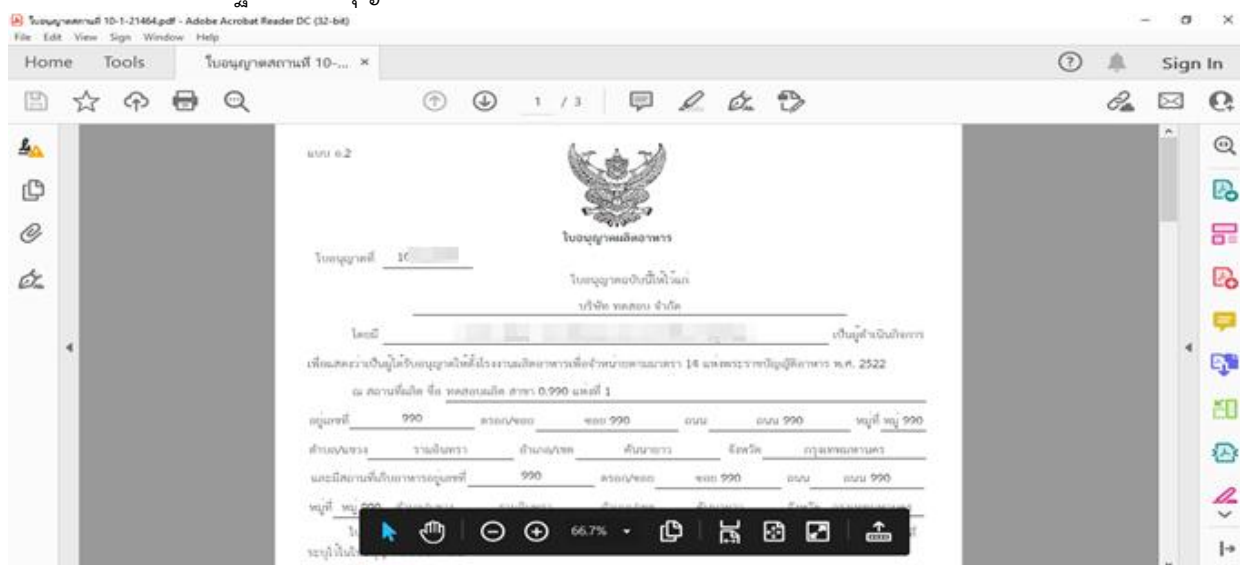 ใบอนุญาตสถานที่ 10-1-21464.pdf - Adobe Acrobat Reader DC (32-bit)
File Edit View Sign Window Help
Home Tools ใบอนุญาตสถานที่ 10-... × Sign In
1 / 3
แบบ อ.2
ใบอนุญาตผลิตอาหาร
ใบอนุญาตที่ 10
ใบอนุญาตฉบับนี้ให้ไว้แก่
บริษัท ทดสอบ จำกัด
โดยมี เป็นผู้ดำเนินกิจการ
เพื่อแสดงว่าเป็นผู้ได้รับอนุญาตให้ตั้งโรงงานผลิตอาหารเพื่อจำหน่ายตามมาตรา 14 แห่งพระราชบัญญัติอาหาร พ.ศ. 2522
ณ สถานที่ผลิต ชื่อ ทดสอบผลิต สาขา 0.990 แห่งที่ 1
อยู่เลขที่ 990 ตรอก/ซอย ซอย 990 ถนน ถนน 990 หมู่ที่ หมู่ 990
ตำบล/แขวง รามอินทรา อำเภอ/เขต คันนายาว จังหวัด กรุงเทพมหานคร
และมีสถานที่เก็บอาหารอยู่เลขที่ 990 ตรอก/ซอย ซอย 990 ถนน ถนน 990
หมู่ที่ หมู่ 990
66.7%